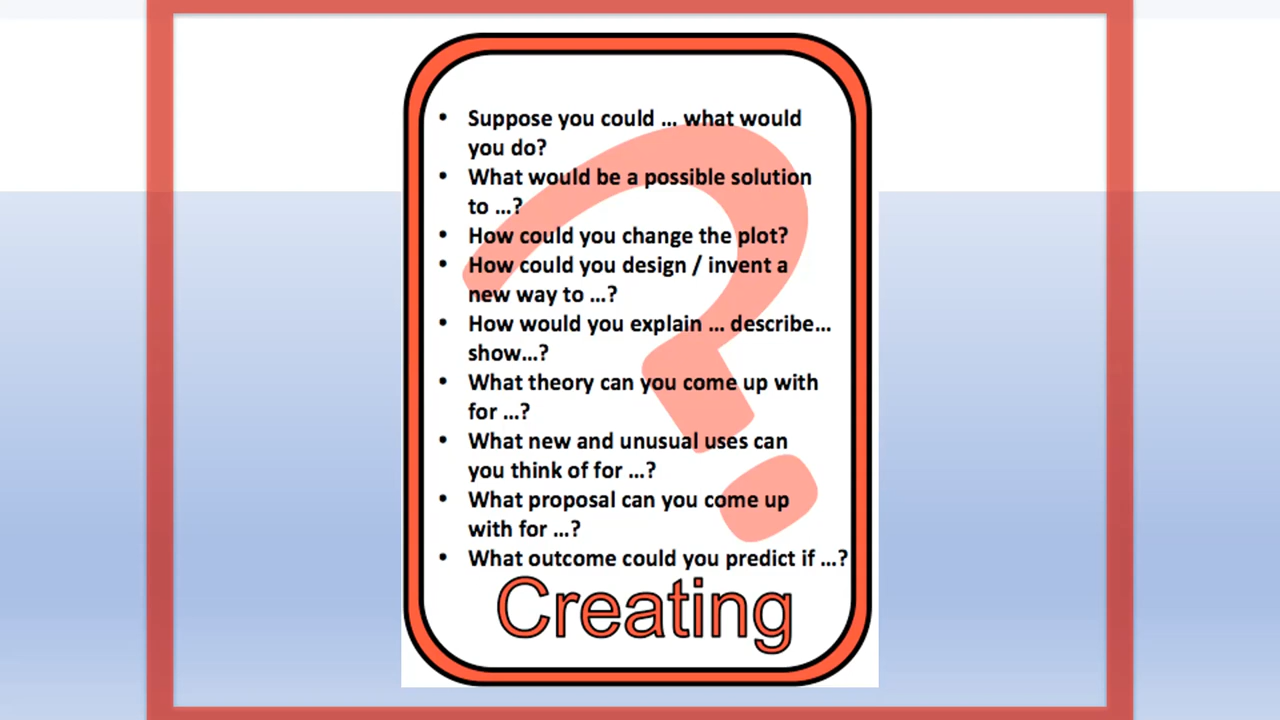 • Suppose you could ... what would
you do?
• What would be a possible solution
to ...?
• How could you change the plot?
• How could you design / invent a
new way to ...?
• How would you explain ... describe...
show...?
• What theory can you come up with
for ...?
• What new and unusual uses can
you think of for ...?
• What proposal can you come up
with for ...?
• What outcome could you predict if ...?
Creating